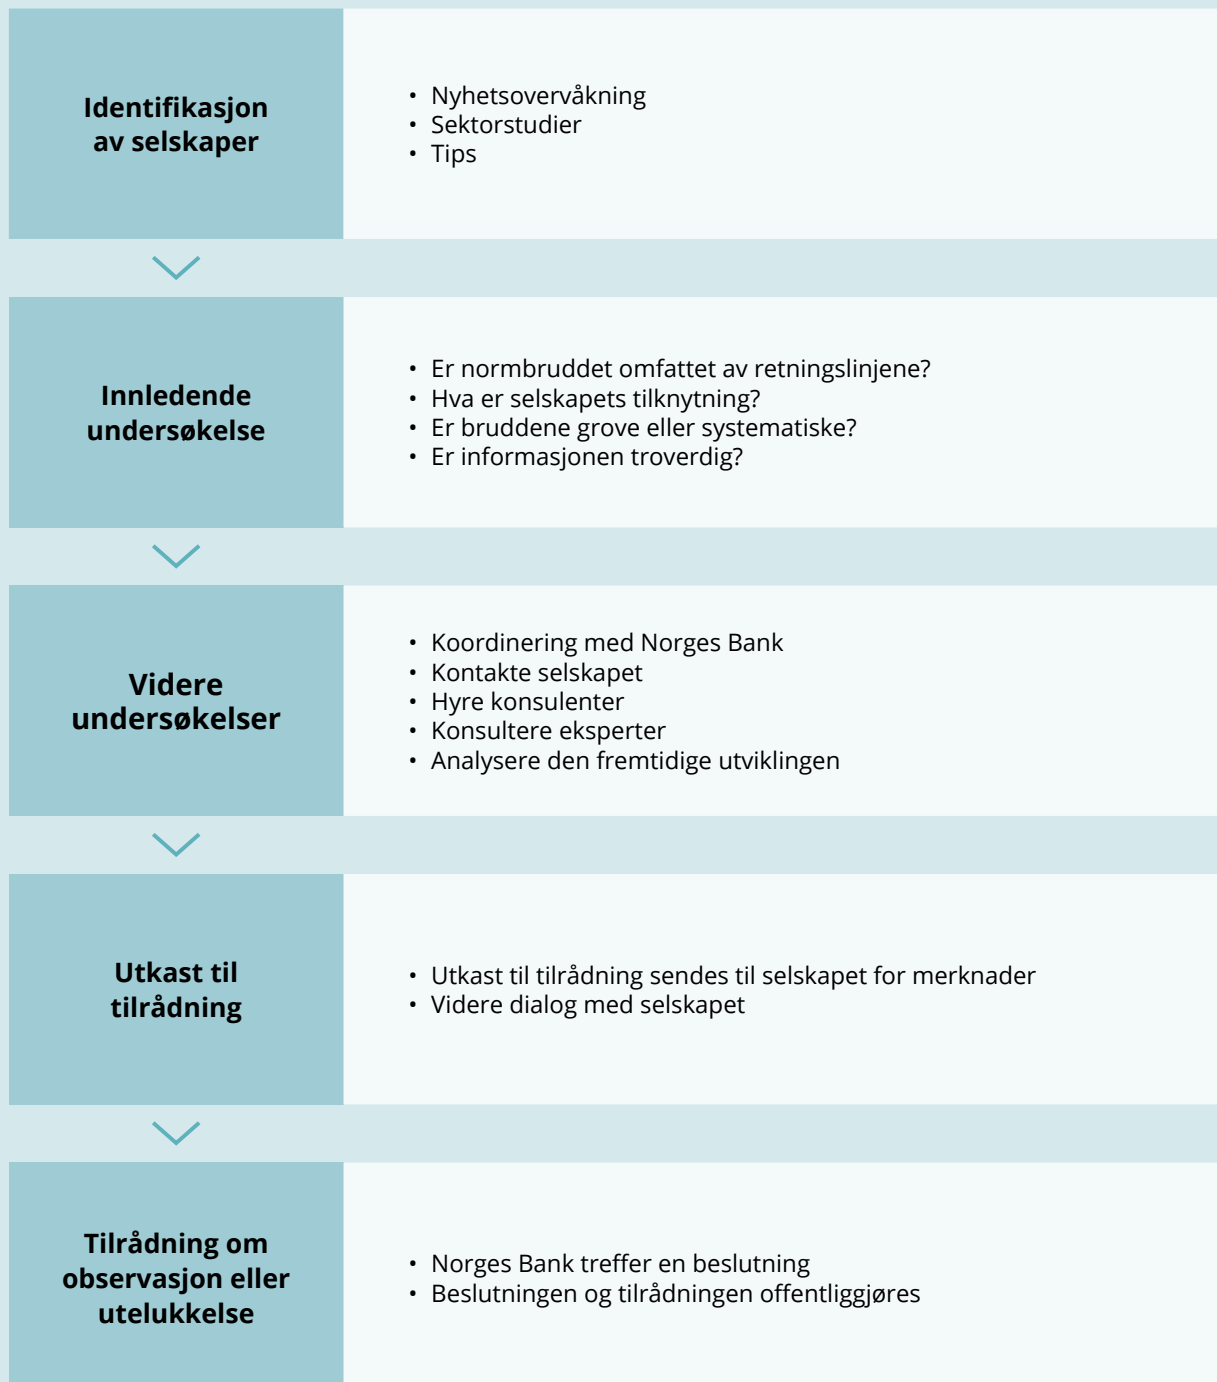 Identifikasjon
av selskaper
• Nyhetsovervåkning
• Sektorstudier
• Tips
Innledende
undersøkelse
• Er normbruddet omfattet av retningslinjene?
• Hva er selskapets tilknytning?
• Er bruddene grove eller systematiske?
• Er informasjonen troverdig?
Videre
undersøkelser
• Koordinering med Norges Bank
• Kontakte selskapet
• Hyre konsulenter
• Konsultere eksperter
• Analysere den fremtidige utviklingen
Utkast til
tilrådning
• Utkast til tilrådning sendes til selskapet for merknader
• Videre dialog med selskapet
Tilrådning om
observasjon eller
utelukkelse
• Norges Bank treffer en beslutning
• Beslutningen og tilrådningen offentliggjøres